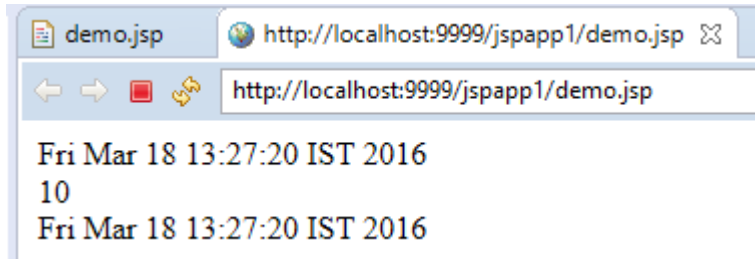 demo.jsp
http://localhost:9999/jspapp1/demo.jsp
http://localhost:9999/jspapp1/demo.jsp
Fri Mar 18 13:27:20 IST 2016
10
Fri Mar 18 13:27:20 IST 2016